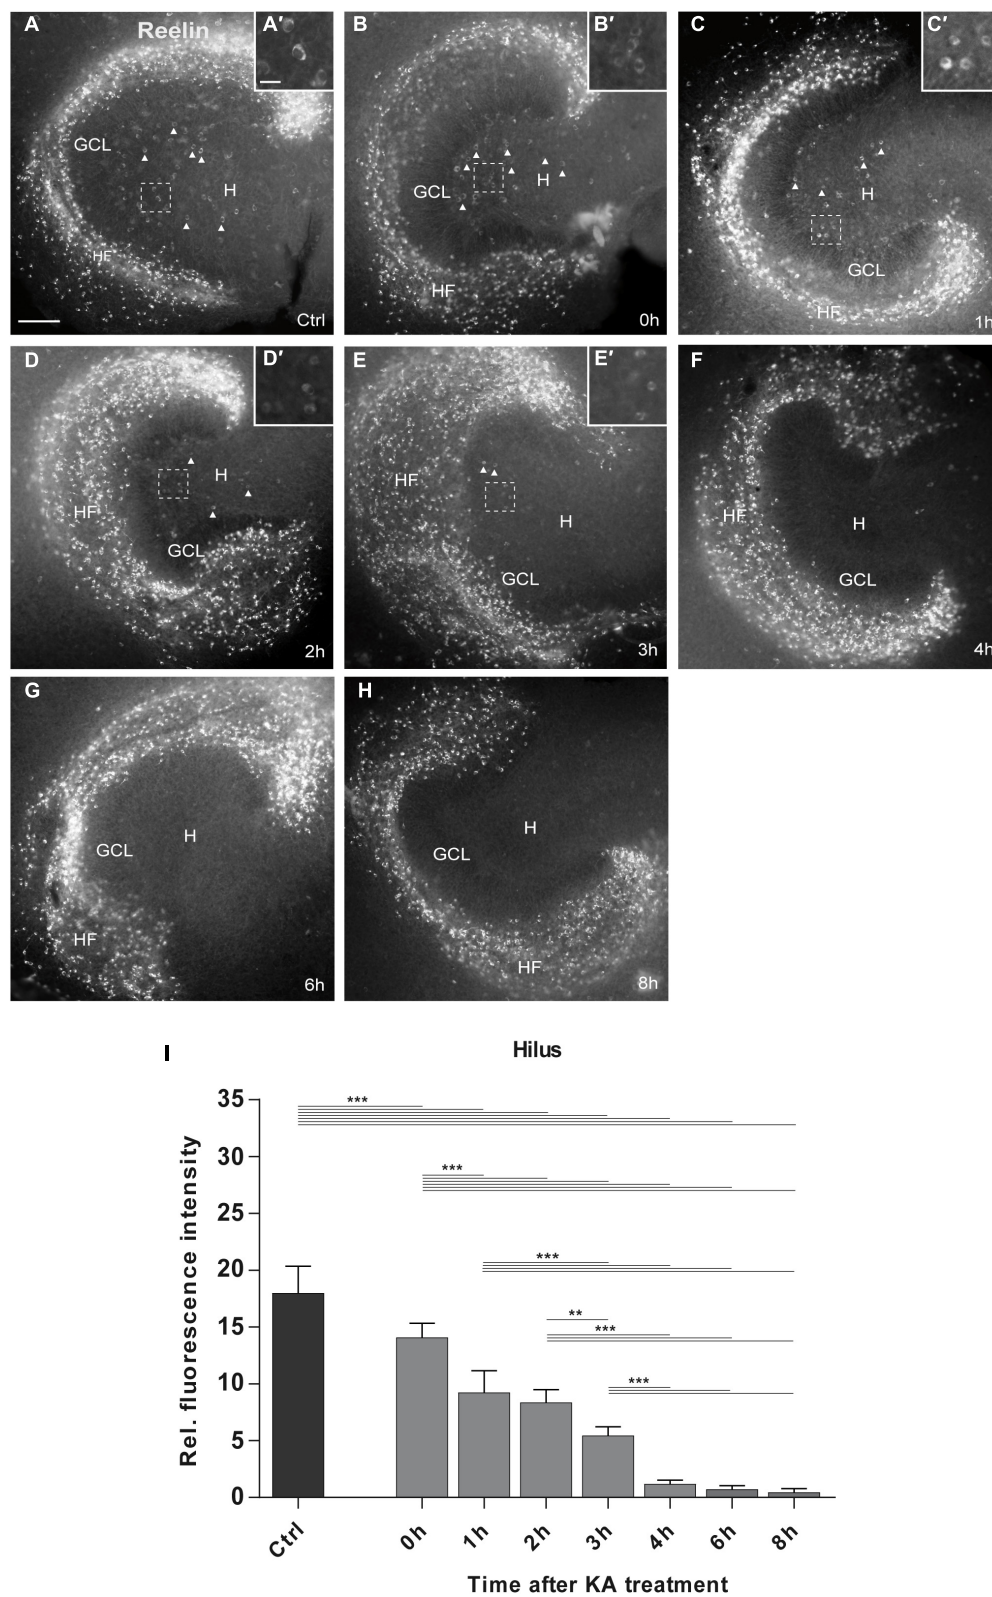 A Reelin A′
GCL
H
HF
Ctrl
B B′
GCL H
HF
0h
C C′
H
GCL
HF
1h
D D′
H
HF
GCL
2h
E E′
HF
H
GCL
3h
F
HF
H
GCL
4h
G
H
GCL
HF
6h
H
H
GCL
HF
8h
I
Hilus
Rel. fluorescence intensity
35
30
25
20
15
10
5
0
***
***
***
**
***
***
Ctrl 0h 1h 2h 3h 4h 6h 8h
Time after KA treatment